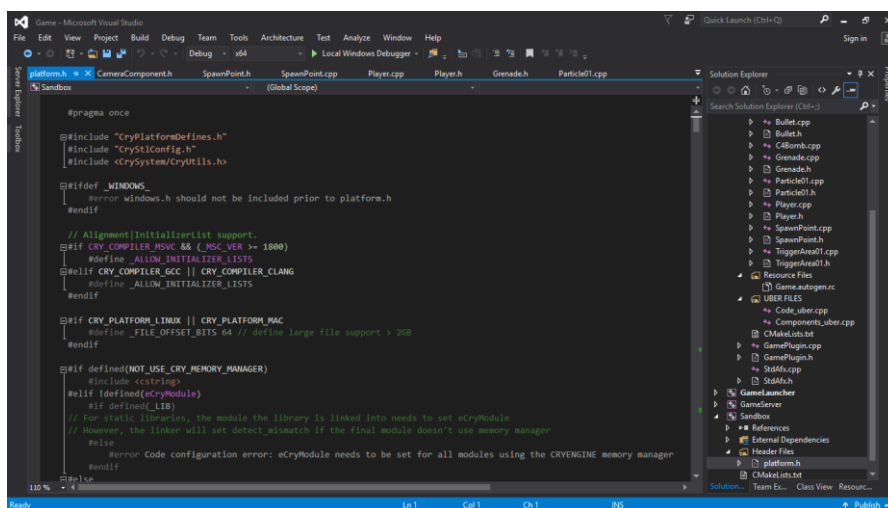 Game - Microsoft Visual Studio
Quick Launch (Ctrl+Q)
File Edit View Project Build Debug Team Tools Architecture Test Analyze Window Help
Sign in
Debug x64 Local Windows Debugger
Server Explorer
Toolbox
platform.h CameraComponent.h SpawnPoint.h SpawnPoint.cpp Player.cpp Player.h Grenade.h Particle01.cpp
Sandbox (Global Scope)
#pragma once
#include "CryPlatformDefines.h"
#include "CryStlConfig.h"
#include <CrySystem/CryUtils.h>
#ifdef _WINDOWS_
#error windows.h should not be included prior to platform.h
#endif
// Alignment|InitializerList support.
#if CRY_COMPILER_MSVC && (_MSC_VER >= 1800)
#define _ALLOW_INITIALIZER_LISTS
#elif CRY_COMPILER_GCC || CRY_COMPILER_CLANG
#define _ALLOW_INITIALIZER_LISTS
#endif
#if CRY_PLATFORM_LINUX || CRY_PLATFORM_MAC
#define _FILE_OFFSET_BITS 64 // define large file support > 2GB
#endif
#if defined(NOT_USE_CRY_MEMORY_MANAGER)
#include <cstring>
#elif !defined(eCryModule)
#if defined(_LIB)
// For static libraries, the module the library is linked into needs to set eCryModule
// However, the linker will set detect_mismatch if the final module doesn't use memory manager
#else
#error Code configuration error: eCryModule needs to be set for all modules using the CRYENGINE memory manager
#endif
#else
110 %
Solution Explorer
Search Solution Explorer (Ctrl+;)
Bullet.cpp
Bullet.h
C4Bomb.cpp
Grenade.cpp
Grenade.h
Particle01.cpp
Particle01.h
Player.cpp
Player.h
SpawnPoint.cpp
SpawnPoint.h
TriggerArea01.cpp
TriggerArea01.h
Resource Files
Game.autogen.rc
UBER FILES
Code_uber.cpp
Components_uber.cpp
CMakeLists.txt
GamePlugin.cpp
GamePlugin.h
StdAfx.cpp
StdAfx.h
GameLauncher
GameServer
Sandbox
References
External Dependencies
Header Files
platform.h
CMakeLists.txt
Solution... Team Ex... Class View Resourc...
Properties
Ready Ln 1 Col 1 Ch 1 INS Publish